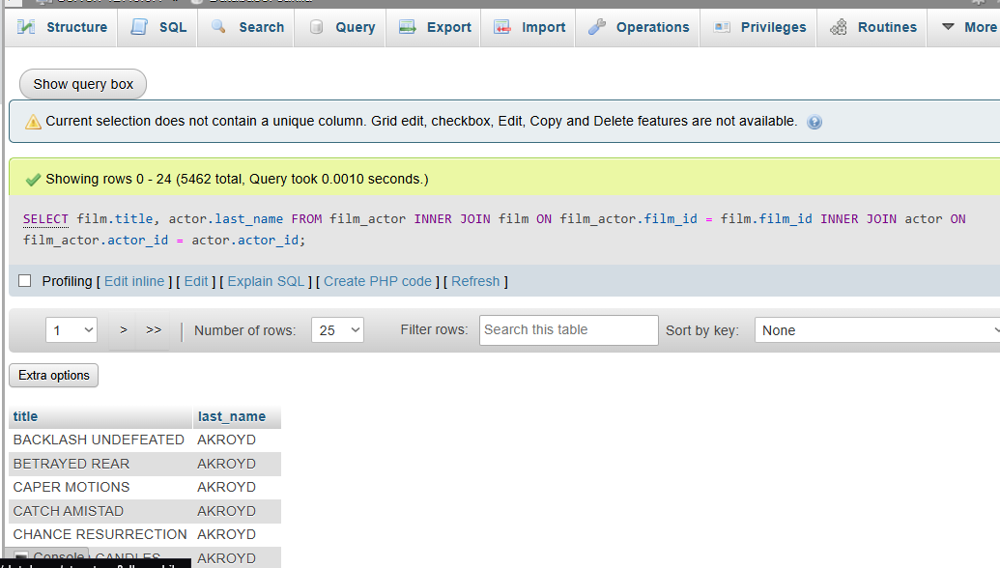 Structure SQL Search Query Export Import Operations Privileges Routines More
Show query box
Current selection does not contain a unique column. Grid edit, checkbox, Edit, Copy and Delete features are not available.
Showing rows 0 - 24 (5462 total, Query took 0.0010 seconds.)
SELECT film.title, actor.last_name FROM film_actor INNER JOIN film ON film_actor.film_id = film.film_id INNER JOIN actor ON
film_actor.actor_id = actor.actor_id;
Profiling [ Edit inline ] [ Edit ] [ Explain SQL ] [ Create PHP code ] [ Refresh ]
1 > >> | Number of rows: 25 Filter rows: Search this table Sort by key: None
Extra options
title last_name
BACKLASH UNDEFEATED AKROYD
BETRAYED REAR AKROYD
CAPER MOTIONS AKROYD
CATCH AMISTAD AKROYD
CHANCE RESURRECTION AKROYD
Console CANDLES AKROYD